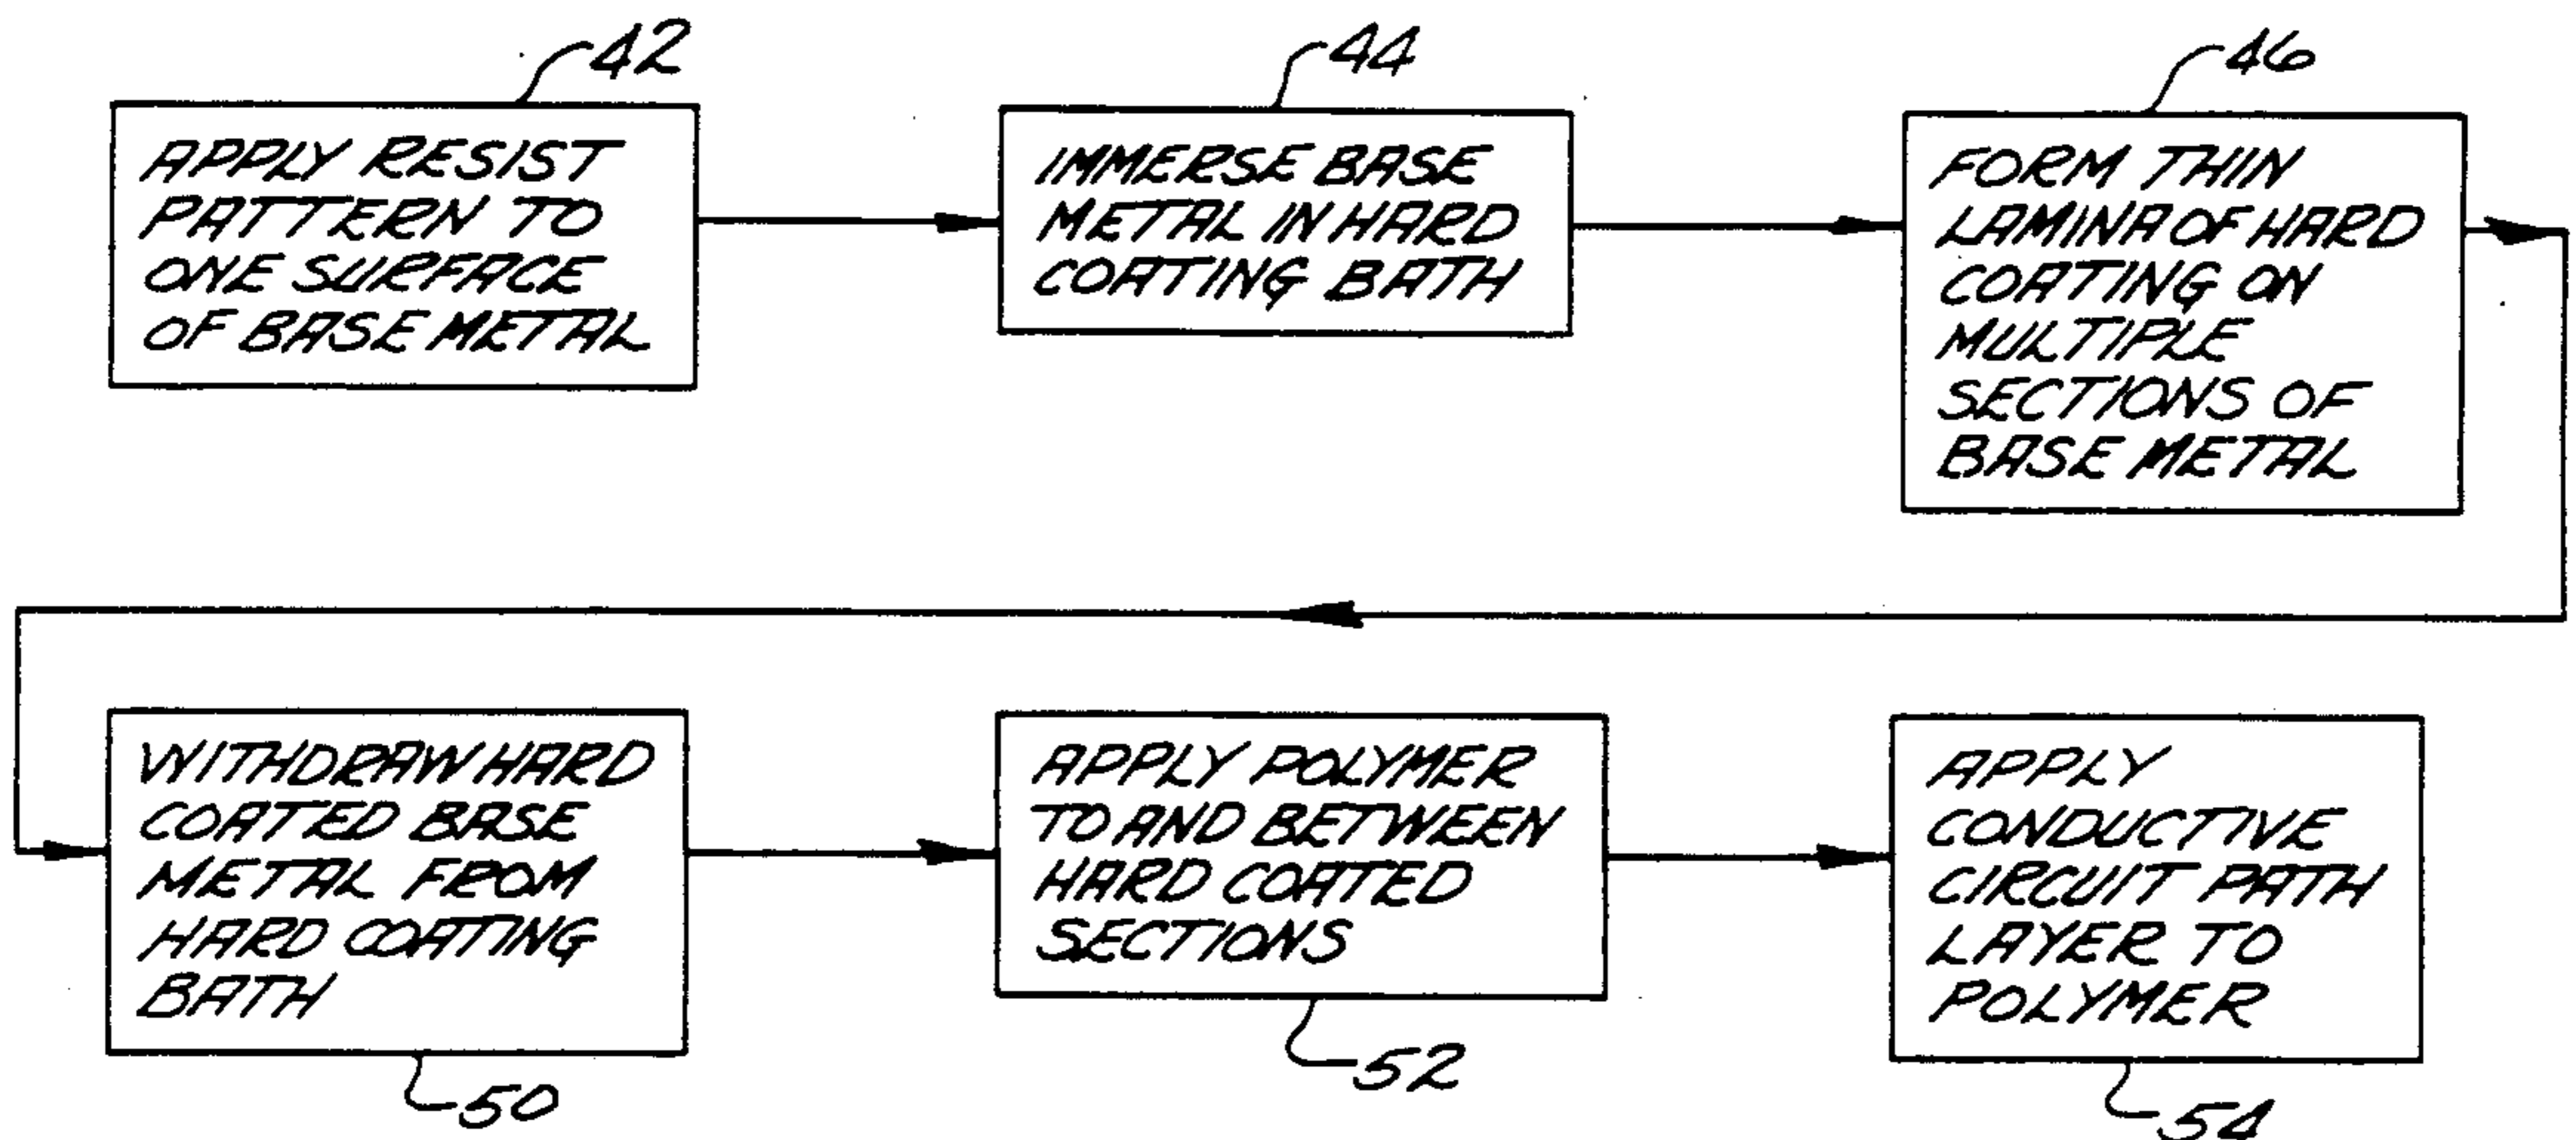 42
APPLY RESIST
PATTERN TO
ONE SURFACE
OF BASE METAL
44
IMMERSE BASE
METAL IN HARD
COATING BATH
46
FORM THIN
LAMINA OF HARD
COATING ON
MULTIPLE
SECTIONS OF
BASE METAL
WITHDRAW HARD
COATED BASE
METAL FROM
HARD COATING
BATH
50
APPLY POLYMER
TO AND BETWEEN
HARD COATED
SECTIONS
52
APPLY
CONDUCTIVE
CIRCUIT PATH
LAYER TO
POLYMER
54